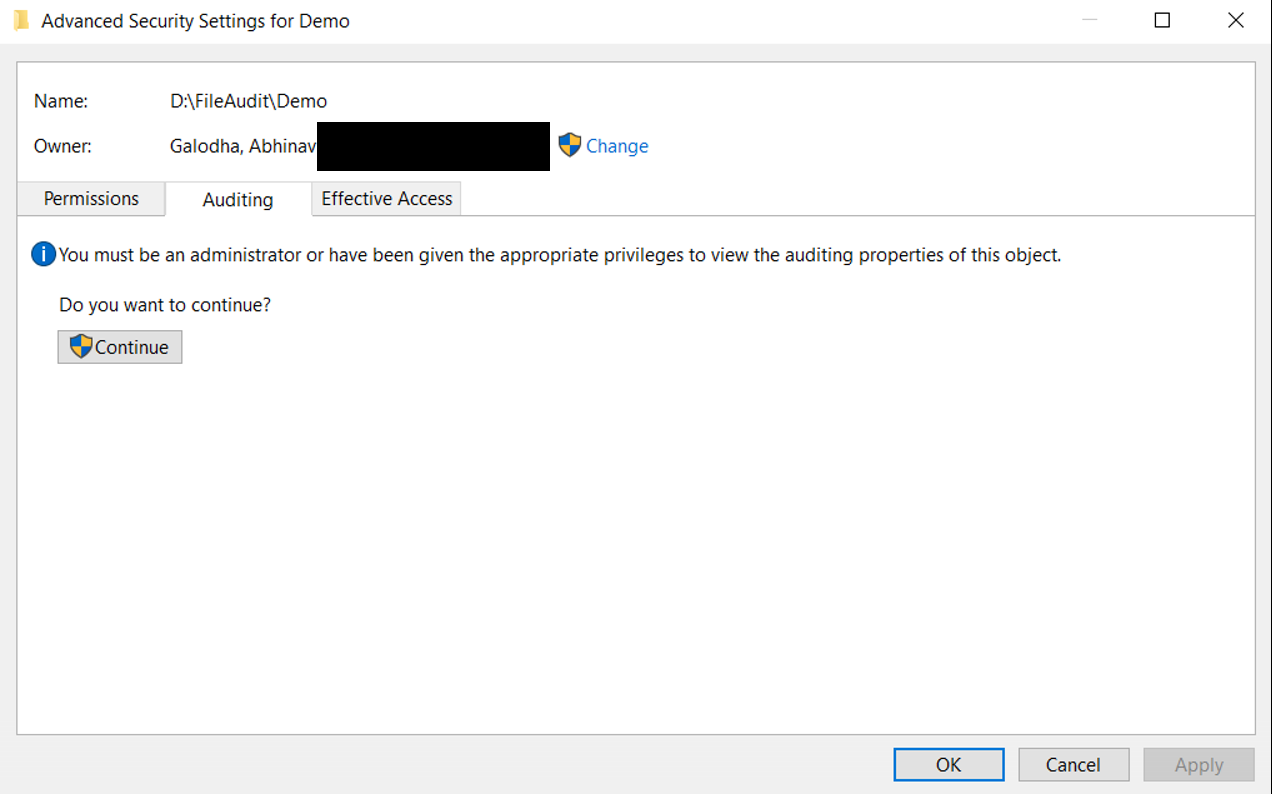 Advanced Security Settings for Demo
Name: D:\FileAudit\Demo
Owner: Galodha, Abhinav Change
Permissions Auditing Effective Access
You must be an administrator or have been given the appropriate privileges to view the auditing properties of this object.
Do you want to continue?
Continue
OK Cancel Apply